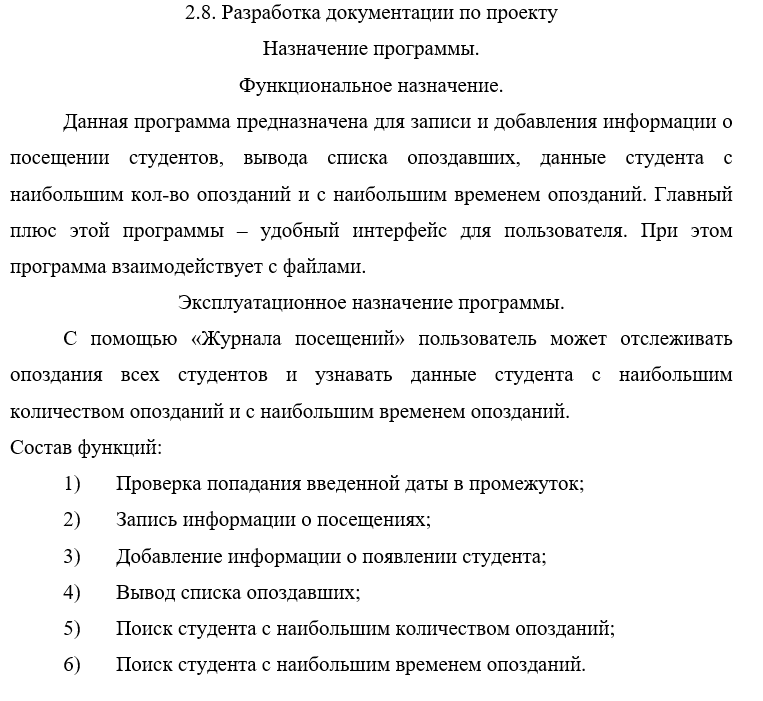 2.8. Разработка документации по проекту
Назначение программы.
Функциональное назначение.
Данная программа предназначена для записи и добавления информации о
посещении студентов, вывода списка опоздавших, данные студента с
наибольшим кол-во опозданий и с наибольшим временем опозданий. Главный
плюс этой программы – удобный интерфейс для пользователя. При этом
программа взаимодействует с файлами.
Эксплуатационное назначение программы.
С помощью «Журнала посещений» пользователь может отслеживать
опоздания всех студентов и узнавать данные студента с наибольшим
количеством опозданий и с наибольшим временем опозданий.
Состав функций:
1) Проверка попадания введенной даты в промежуток;
2) Запись информации о посещениях;
3) Добавление информации о появлении студента;
4) Вывод списка опоздавших;
5) Поиск студента с наибольшим количеством опозданий;
6) Поиск студента с наибольшим временем опозданий.